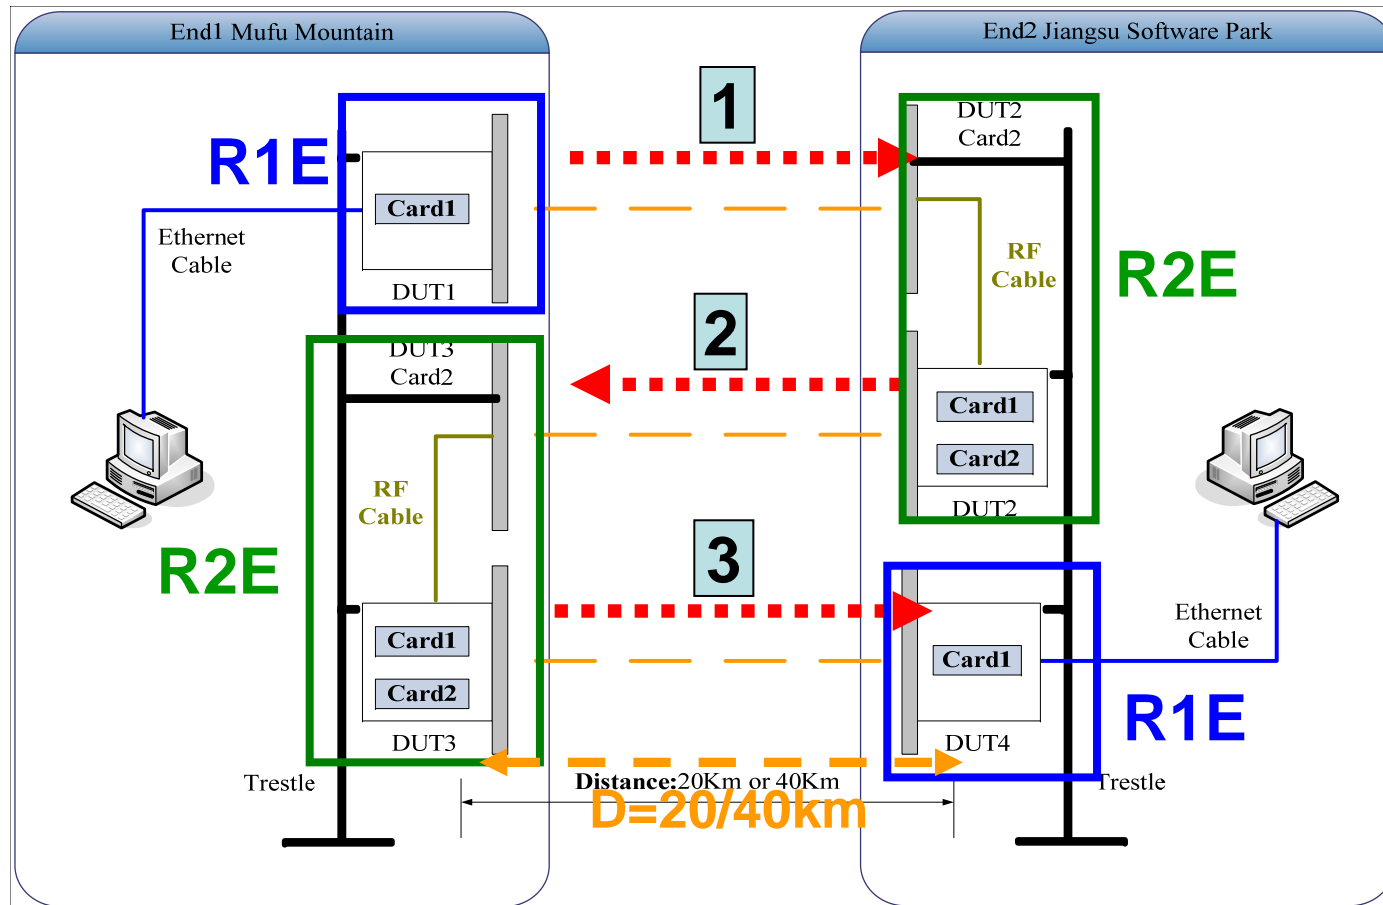 End1 Mufu Mountain
End2 Jiangsu Software Park
1
DUT2
Card2
R1E
Card1
Ethernet
Cable
RF
Cable
R2E
DUT1
2
DUT3
Card2
Card1
Card2
RF
Cable
DUT2
3
R2E
Card1
Card2
Card1
Ethernet
Cable
R1E
DUT3
DUT4
Trestle
Distance:20Km or 40Km
Trestle
D=20/40km